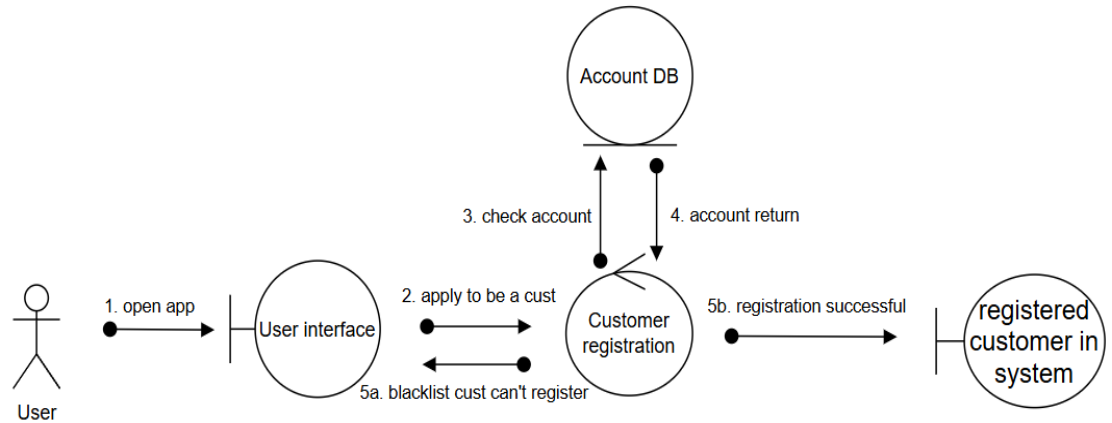 Account DB
3. check account
4. account return
1. open app
2. apply to be a cust
5b. registration successful
User interface
Customer
registration
registered
customer in
system
5a. blacklist cust can't register
User